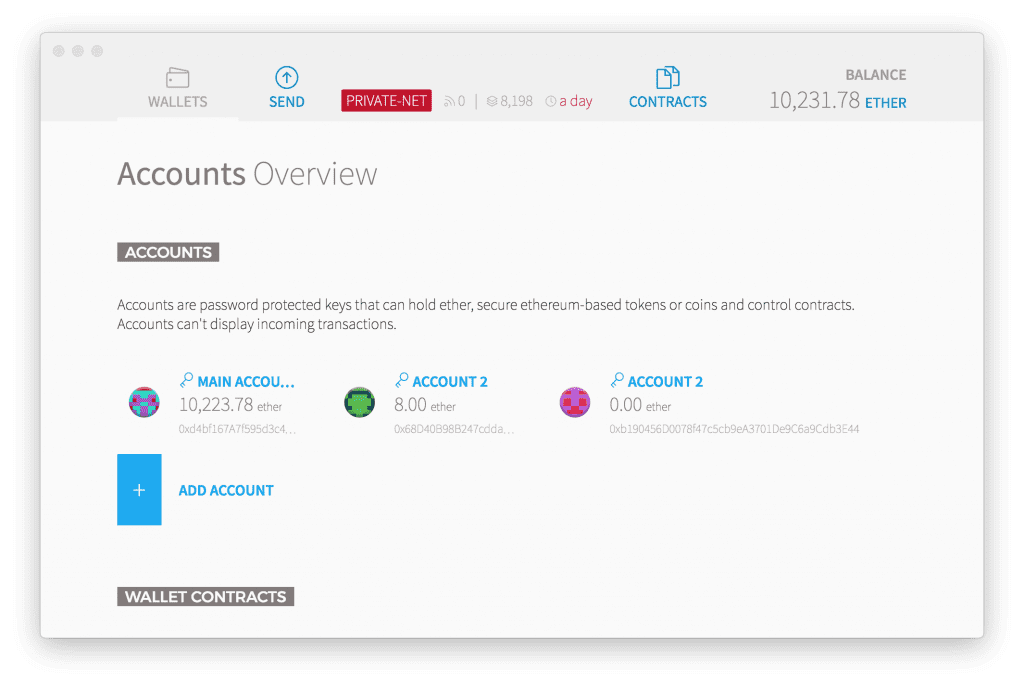 WALLETS
SEND
PRIVATE-NET 0 | 8,198 a day
CONTRACTS
BALANCE
10,231.78 ETHER
Accounts Overview
ACCOUNTS
Accounts are password protected keys that can hold ether, secure ethereum-based tokens or coins and control contracts.
Accounts can't display incoming transactions.
MAIN ACCOU...
10,223.78 ether
0xd4bf167A7f595d3c4...
ACCOUNT 2
8.00 ether
0x68D40B98B247cdda...
ACCOUNT 2
0.00 ether
0xb190456D0078f47c5cb9eA3701De9C6a9Cdb3E44
+ ADD ACCOUNT
WALLET CONTRACTS